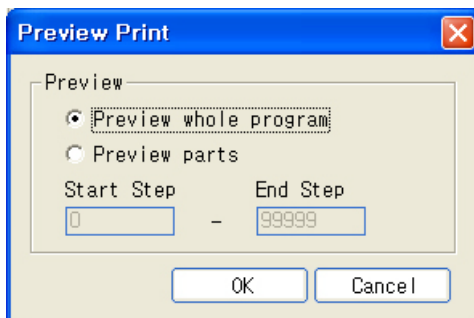 Preview Print
Preview
Preview whole program
Preview parts
Start Step End Step
0 - 99999
OK Cancel